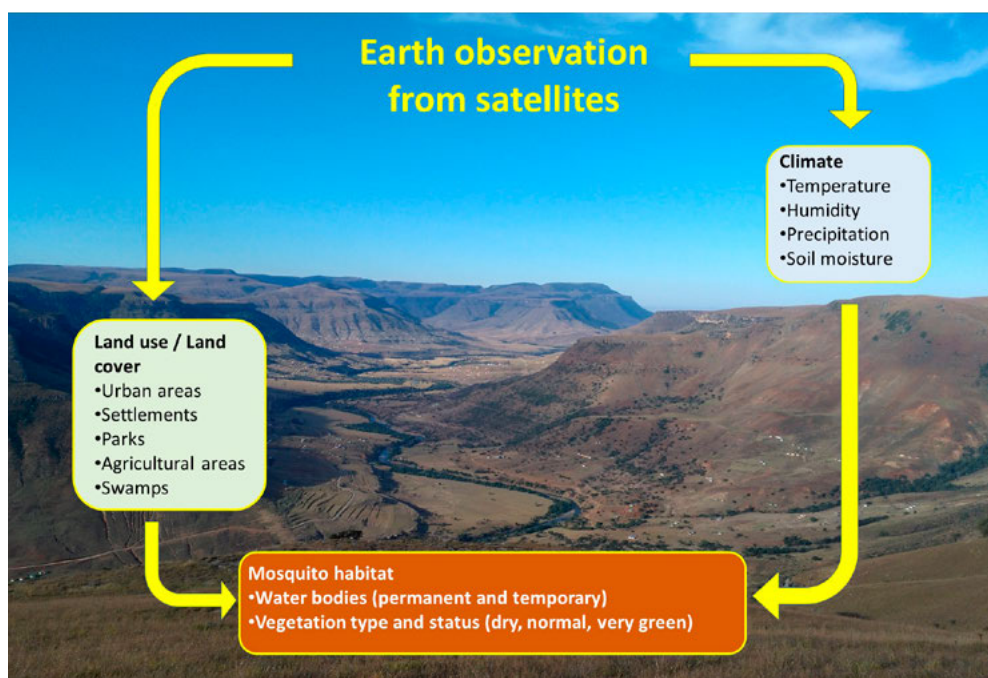 Earth observation
from satellites
Climate
•Temperature
•Humidity
•Precipitation
•Soil moisture
Land use / Land
cover
•Urban areas
•Settlements
•Parks
•Agricultural areas
•Swamps
Mosquito habitat
•Water bodies (permanent and temporary)
•Vegetation type and status (dry, normal, very green)